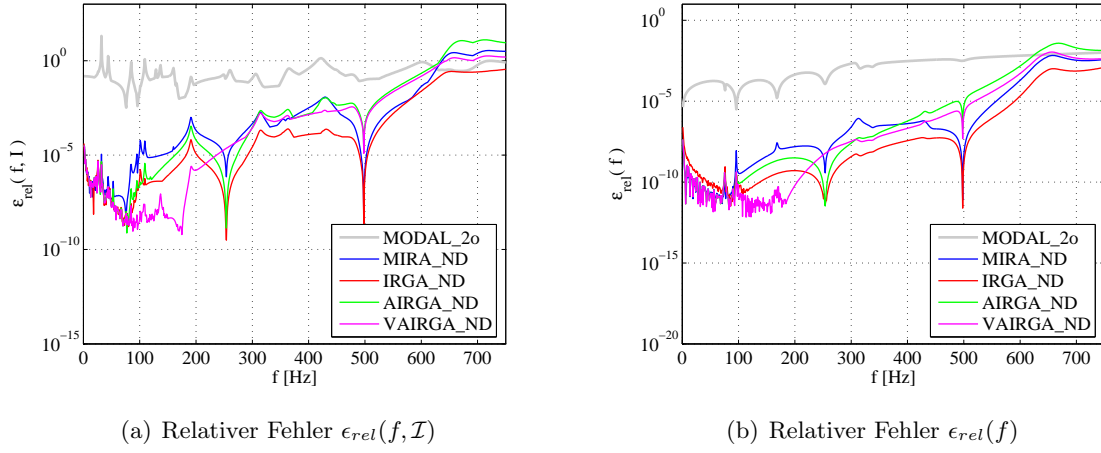 10^0
10^-5
10^-10
10^-15
ε_rel( f, I )
0 100 200 300 400 500 600 700
f [Hz]
MODAL_2o
MIRA_ND
IRGA_ND
AIRGA_ND
VAIRGA_ND
(a) Relativer Fehler ϵ_rel(f, ℐ)
10^0
10^-5
10^-10
10^-15
10^-20
ε_rel( f )
0 100 200 300 400 500 600 700
f [Hz]
MODAL_2o
MIRA_ND
IRGA_ND
AIRGA_ND
VAIRGA_ND
(b) Relativer Fehler ϵ_rel(f)